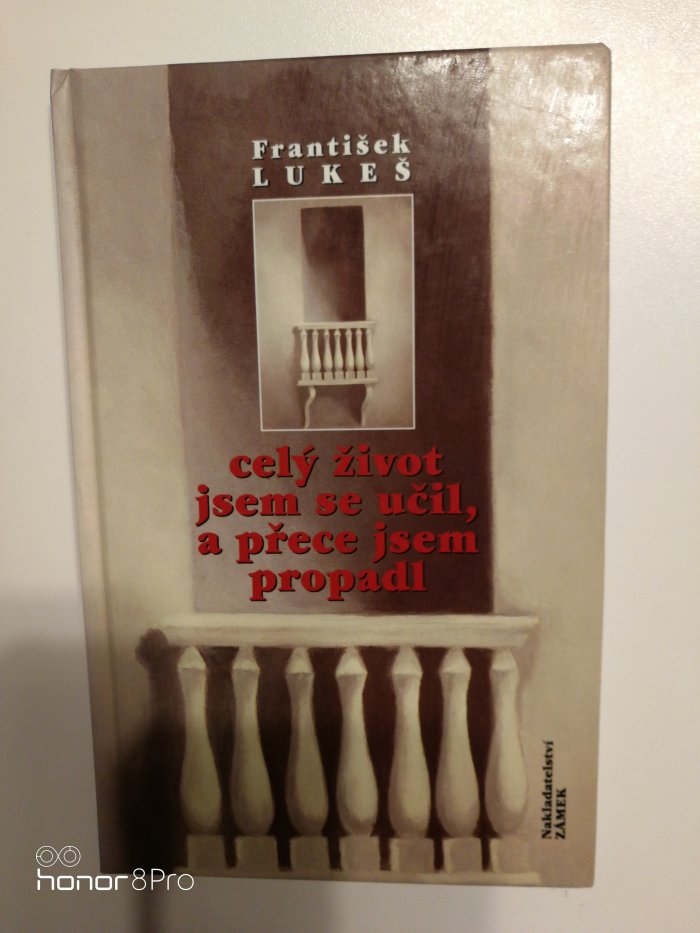 František
LUKEŠ
celý život
jsem se učil,
a přece jsem
propadl
Nakladatelství
ZÁMEK
honor 8Pro